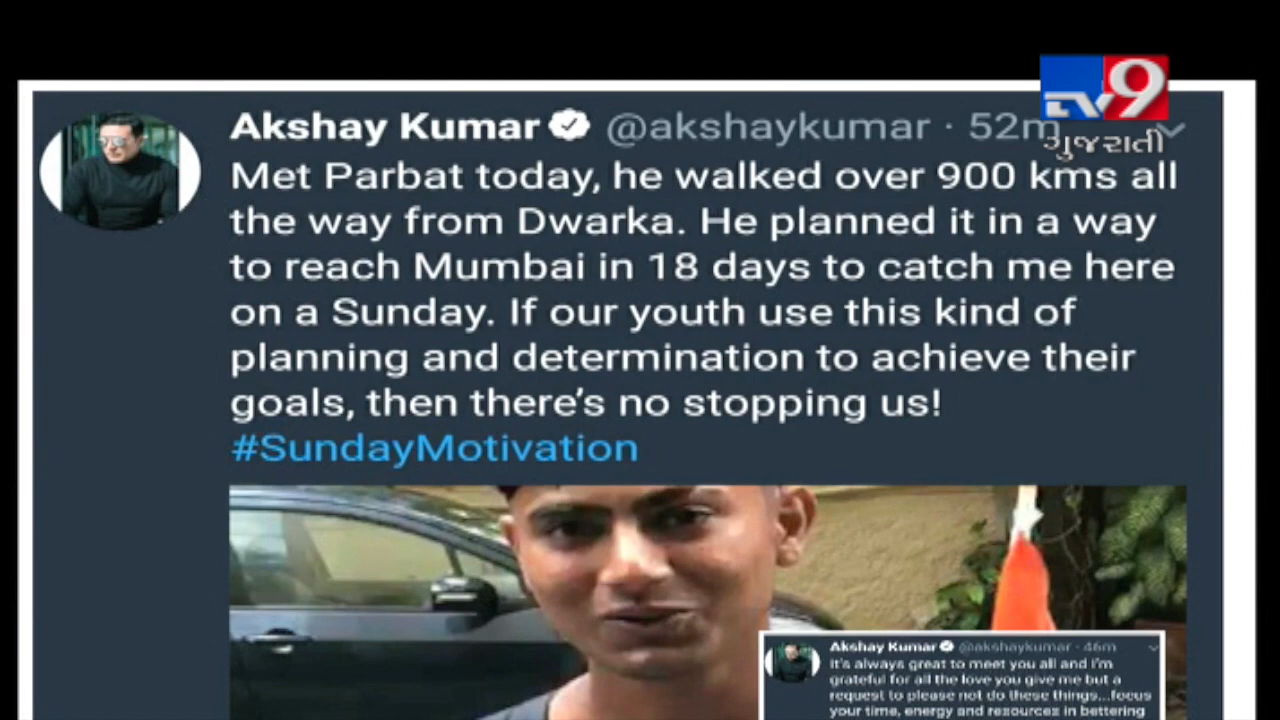 TV9
ગુજરાતી
Akshay Kumar @akshaykumar · 52m
Met Parbat today, he walked over 900 kms all
the way from Dwarka. He planned it in a way
to reach Mumbai in 18 days to catch me here
on a Sunday. If our youth use this kind of
planning and determination to achieve their
goals, then there's no stopping us!
#SundayMotivation
Akshay Kumar @akshaykumar · 46m
It's always great to meet you all and I'm
grateful for all the love you give me but a
request to please not do these things...focus
your time, energy and resources in bettering